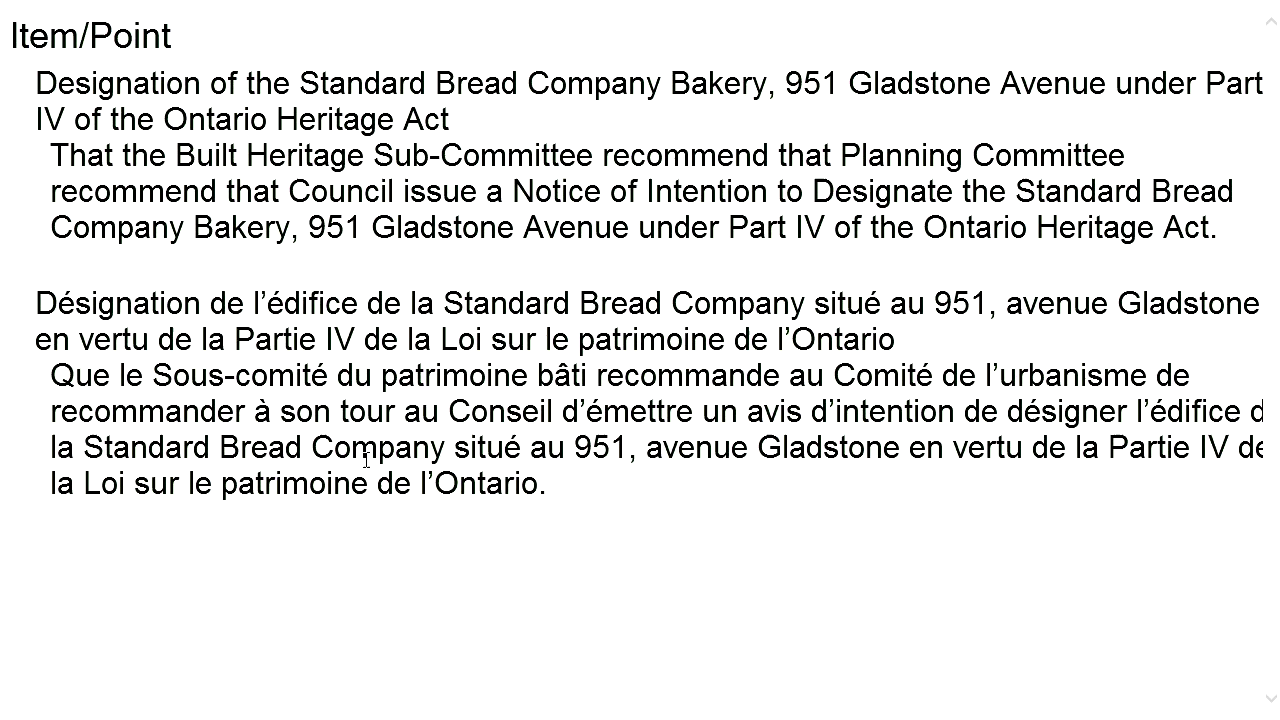 Item/Point
Designation of the Standard Bread Company Bakery, 951 Gladstone Avenue under Part
IV of the Ontario Heritage Act
That the Built Heritage Sub-Committee recommend that Planning Committee
recommend that Council issue a Notice of Intention to Designate the Standard Bread
Company Bakery, 951 Gladstone Avenue under Part IV of the Ontario Heritage Act.
Désignation de l’édifice de la Standard Bread Company situé au 951, avenue Gladstone
en vertu de la Partie IV de la Loi sur le patrimoine de l’Ontario
Que le Sous-comité du patrimoine bâti recommande au Comité de l’urbanisme de
recommander à son tour au Conseil d’émettre un avis d’intention de désigner l’édifice d
la Standard Bread Company situé au 951, avenue Gladstone en vertu de la Partie IV de
la Loi sur le patrimoine de l’Ontario.